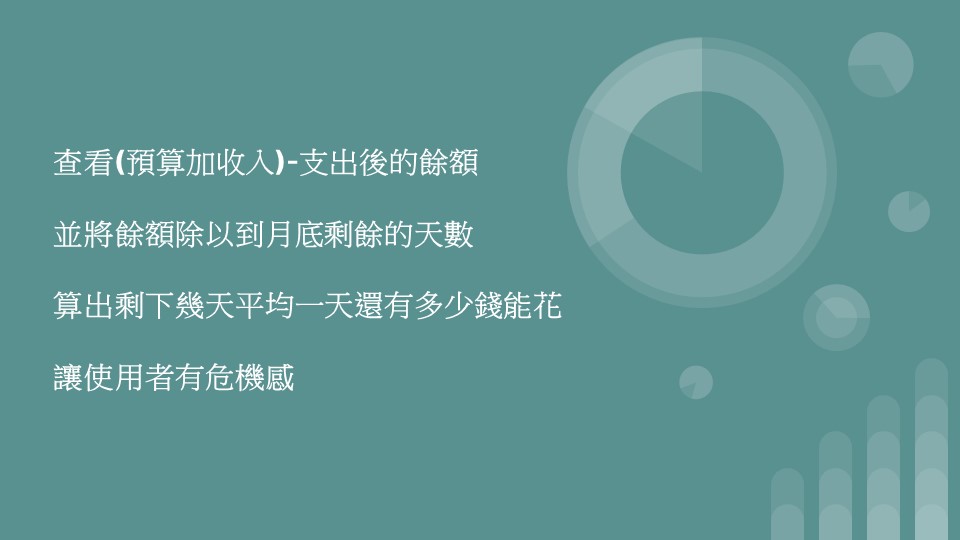 查看(預算加收入)-支出後的餘額
並將餘額除以到月底剩餘的天數
算出剩下幾天平均一天還有多少錢能花
讓使用者有危機感